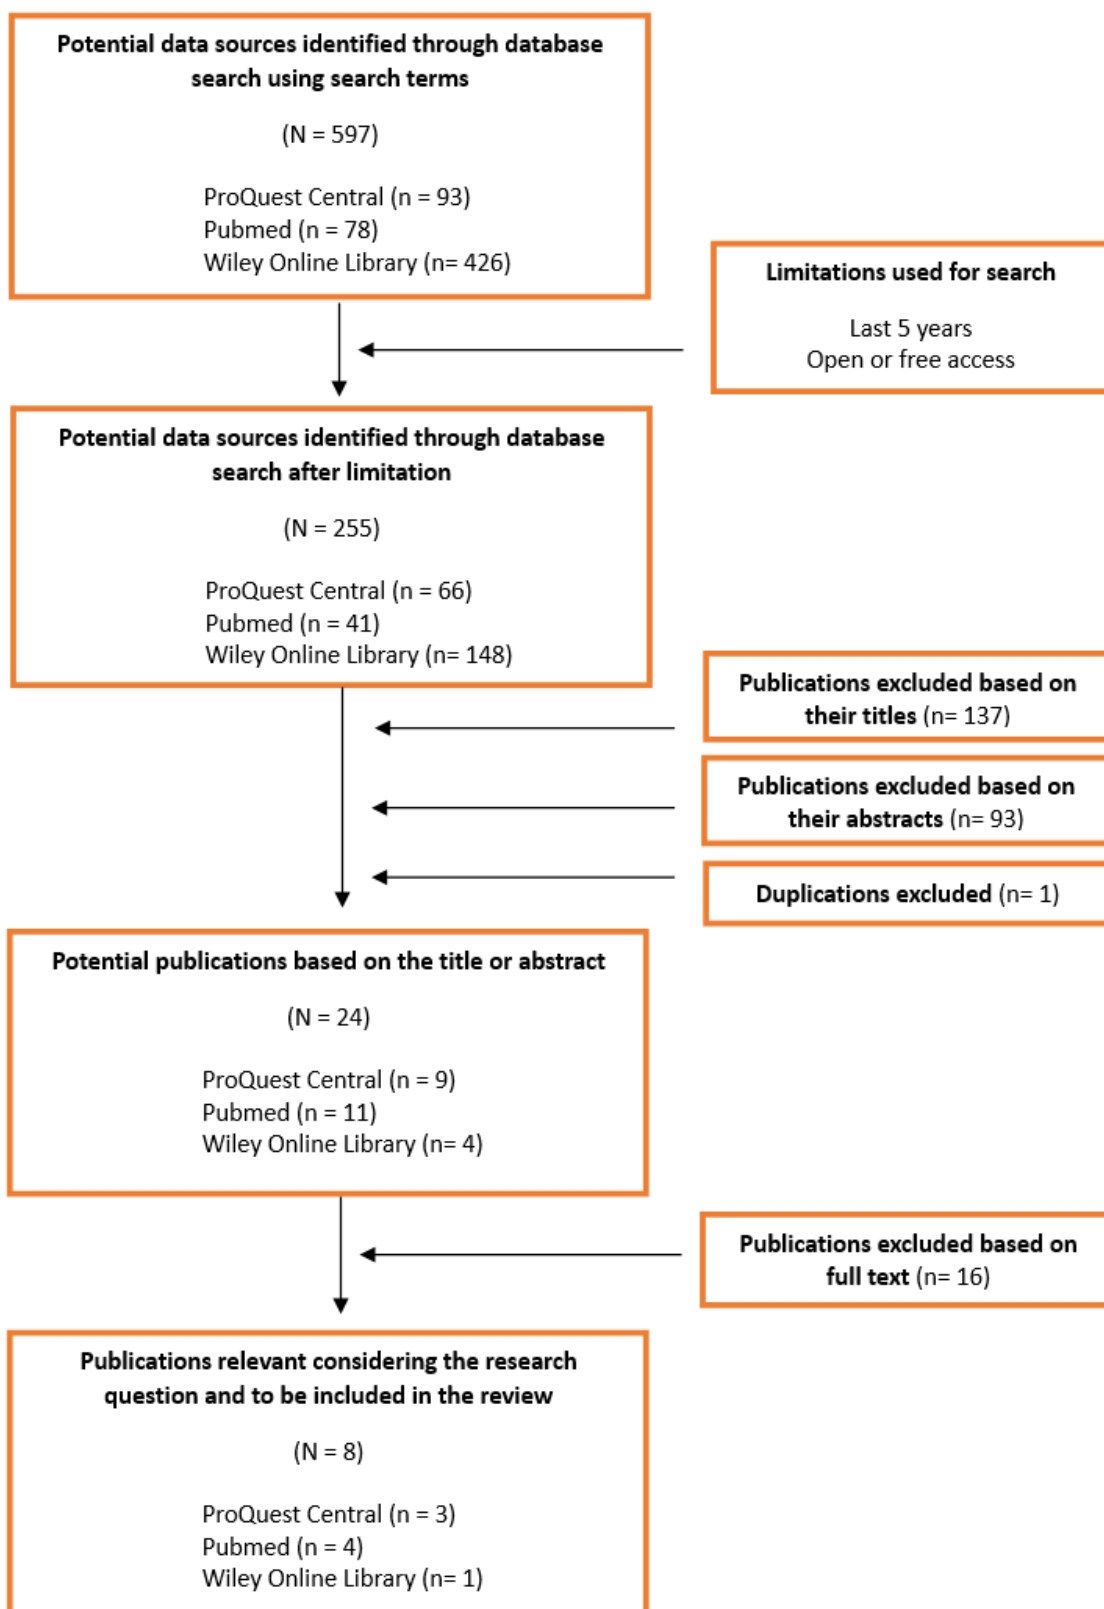 Potential data sources identified through database
search using search terms
(N = 597)
ProQuest Central (n = 93)
Pubmed (n = 78)
Wiley Online Library (n= 426)
Limitations used for search
Last 5 years
Open or free access
Potential data sources identified through database
search after limitation
(N = 255)
ProQuest Central (n = 66)
Pubmed (n = 41)
Wiley Online Library (n= 148)
Publications excluded based on
their titles (n= 137)
Publications excluded based on
their abstracts (n= 93)
Duplications excluded (n= 1)
Potential publications based on the title or abstract
(N = 24)
ProQuest Central (n = 9)
Pubmed (n = 11)
Wiley Online Library (n= 4)
Publications excluded based on
full text (n= 16)
Publications relevant considering the research
question and to be included in the review
(N = 8)
ProQuest Central (n = 3)
Pubmed (n = 4)
Wiley Online Library (n= 1)